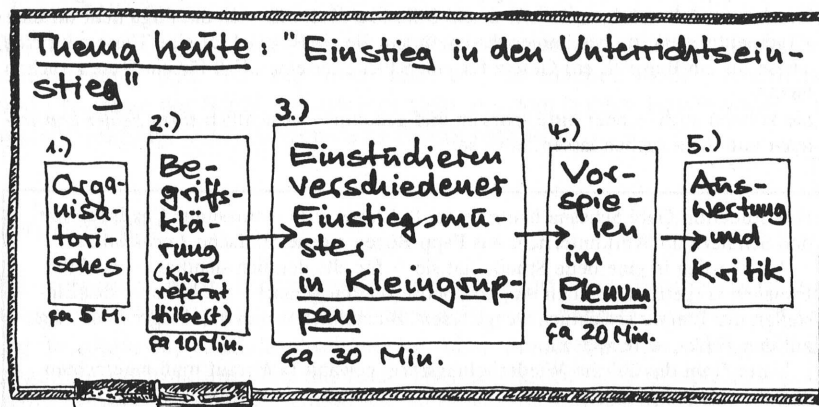 Thema heute: "Einstieg in den Unterrichtsein-
stieg"
1.)
Orga-
nisa-
tori-
sches
ca 5 M.
2.)
Be-
griffs-
klä-
rung
(Kurz-
referat
Hilbert)
ca 10 Min.
3.)
Einstudieren
verschiedener
Einstiegsmu-
ster
in Kleingrup-
pen
ca 30 Min.
4.)
Vor-
spie-
len
im
Plenum
ca 20 Min.
5.)
Aus-
wertung
und
Kritik